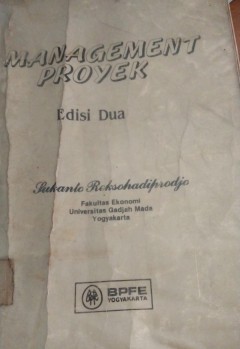 MANAGEMENT
PROYEK
Edisi Dua
Sukanto Reksohadiprodjo
Fakultas Ekonomi
Universitas Gadjah Mada
Yogyakarta
BPFE
YOGYAKARTA